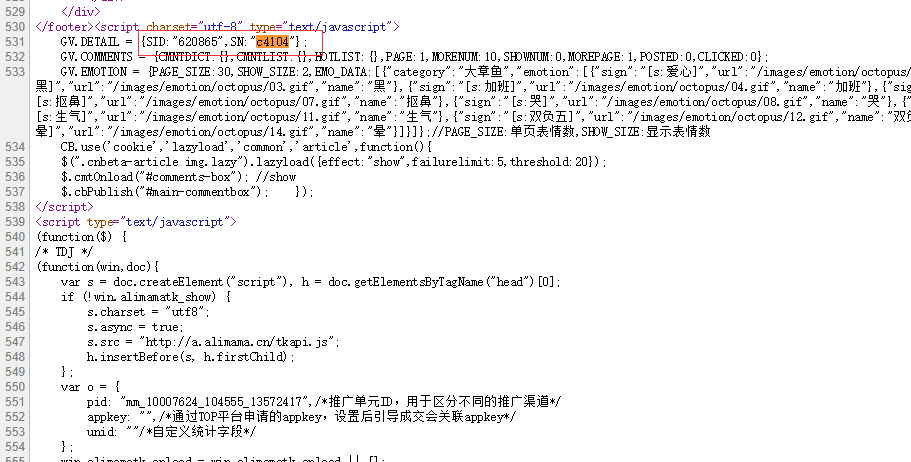 529 </div>
530 </footer><script charset="utf-8" type="text/javascript">
531 GV.DETAIL = {SID:"620865",SN:"c4104"};
532 GV.COMMENTS = {CMNTDICT:{},CMNTLIST:{},HOTLIST:{},PAGE:1,MORENUM:10,SHOWNUM:0,MOREPAGE:1,POSTED:0,CLICKED:0};
533 GV.EMOTION = {PAGE_SIZE:30,SHOW_SIZE:2,EMO_DATA:[{"category":"大章鱼","emotion":[{"sign":"[s:爱心]","url":"/images/emotion/octopus/
黑]","url":"/images/emotion/octopus/03.gif","name":"黑"},{"sign":"[s:加班]","url":"/images/emotion/octopus/04.gif","name":"加班"},{"sign":
[s:抠鼻]","url":"/images/emotion/octopus/07.gif","name":"抠鼻"},{"sign":"[s:哭]","url":"/images/emotion/octopus/08.gif","name":"哭"},{"
[s:生气]","url":"/images/emotion/octopus/11.gif","name":"生气"},{"sign":"[s:双负五]","url":"/images/emotion/octopus/12.gif","name":"双负
晕]","url":"/images/emotion/octopus/14.gif","name":"晕"}]}]};//PAGE_SIZE:单页表情数,SHOW_SIZE:显示表情数
534 CB.use('cookie','lazyload','common','article',function(){
535 $(".cnbeta-article img.lazy").lazyload({effect:"show",failurelimit:5,threshold:20});
536 $.cmtOnload("#comments-box"); //show
537 $.cbPublish("#main-commentbox"); });
538 </script>
539 <script type="text/javascript">
540 (function($) {
541 /* TDJ */
542 (function(win,doc){
543 var s = doc.createElement("script"), h = doc.getElementsByTagName("head")[0];
544 if (!win.alimamatk_show) {
545 s.charset = "utf8";
546 s.async = true;
547 s.src = "http://a.alimama.cn/tkapi.js";
548 h.insertBefore(s, h.firstChild);
549 };
550 var o = {
551 pid: "mm_10007624_104555_13572417",/*推广单元ID，用于区分不同的推广渠道*/
552 appkey: "",/*通过TOP平台申请的appkey，设置后引导成交会关联appkey*/
553 unid: ""/*自定义统计字段*/
554 };